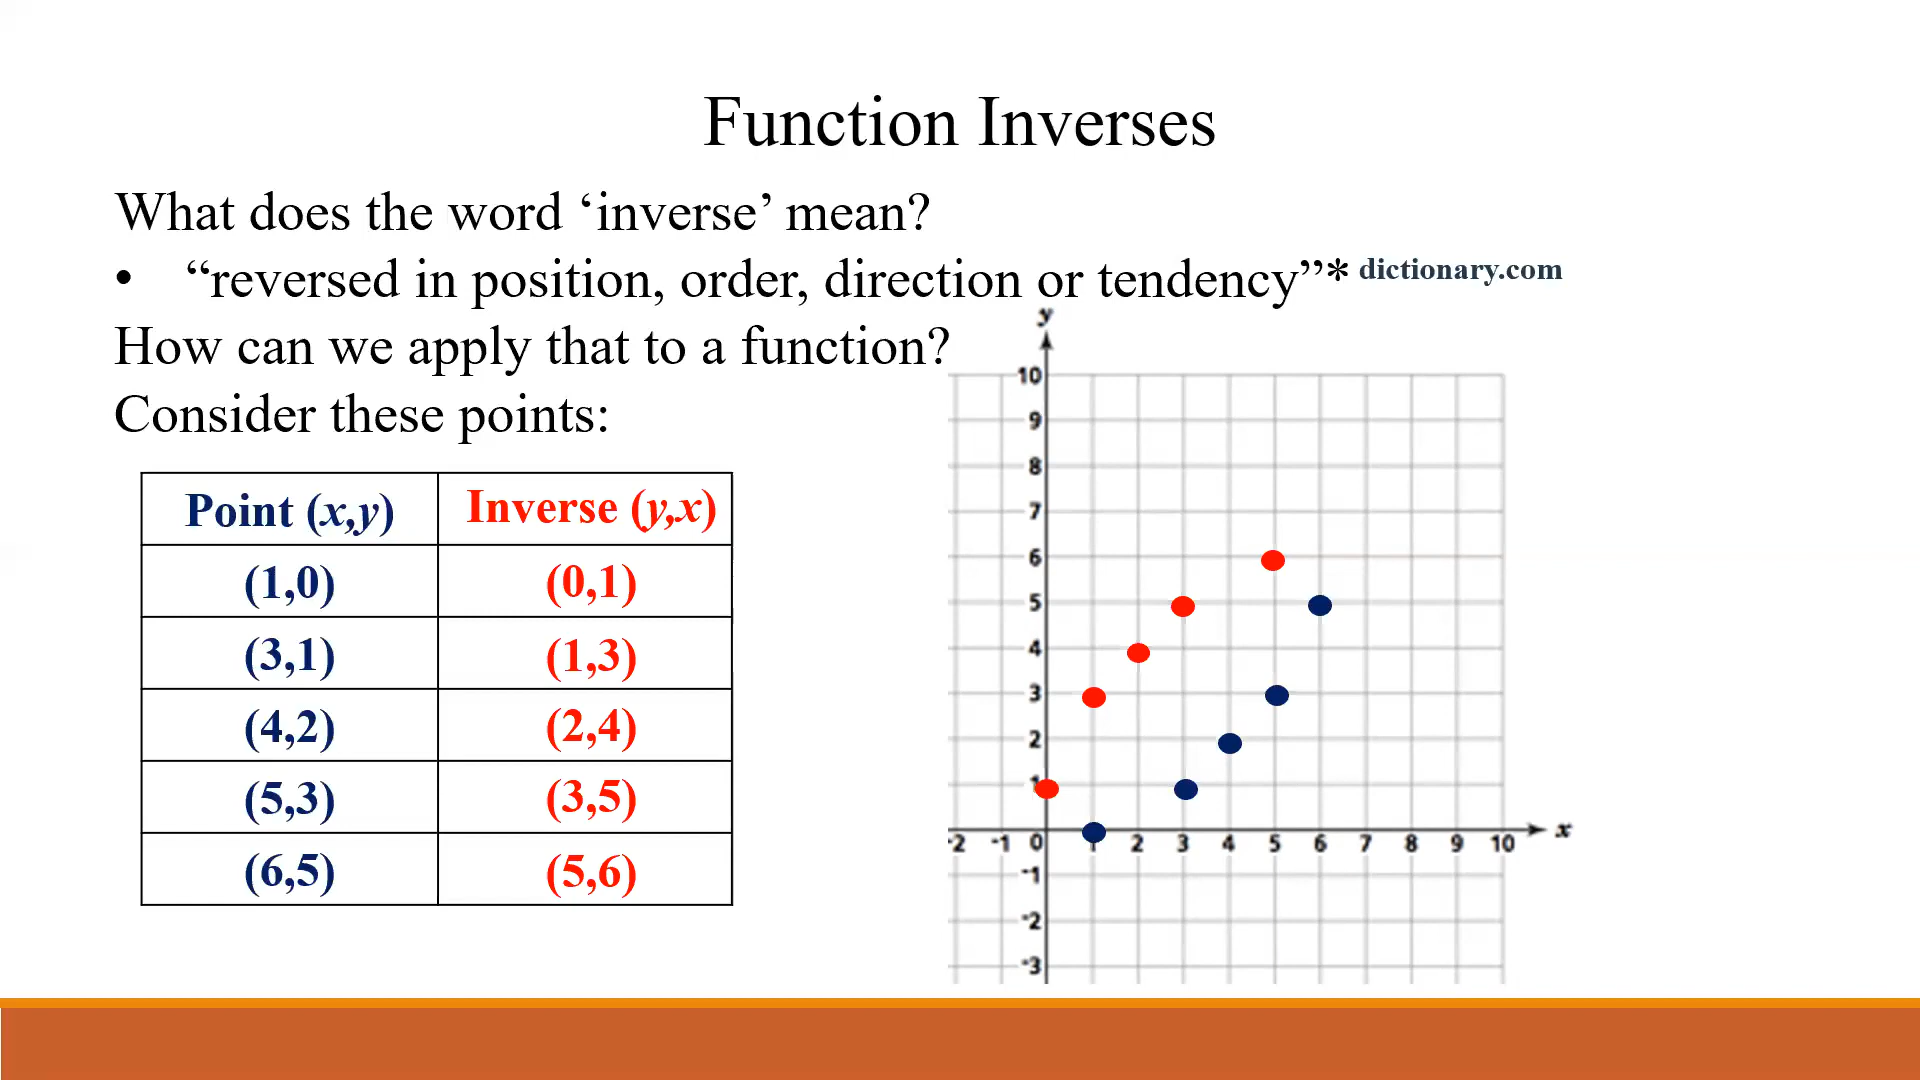 Function Inverses
What does the word ‘inverse’ mean?
• “reversed in position, order, direction or tendency”* dictionary.com
How can we apply that to a function?
Consider these points:
Point (x,y) Inverse (y,x)
(1,0) (0,1)
(3,1) (1,3)
(4,2) (2,4)
(5,3) (3,5)
(6,5) (5,6)
y
10
9
8
7
6
5
4
3
2
1
x
-2 -1 0 1 2 3 4 5 6 7 8 9 10
-1
-2
-3